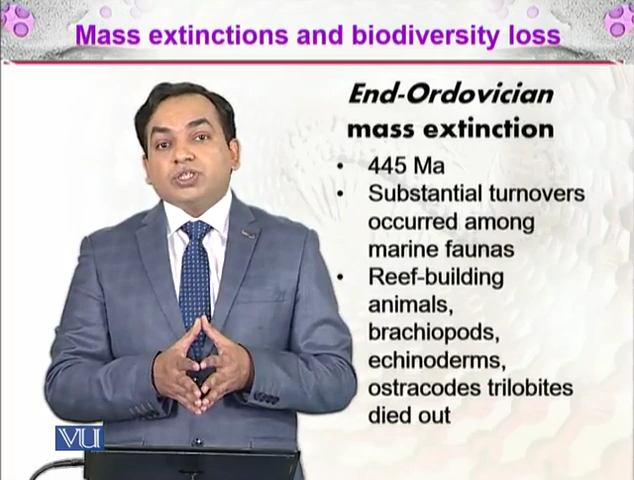 Mass extinctions and biodiversity loss
End-Ordovician
mass extinction
• 445 Ma
• Substantial turnovers
occurred among
marine faunas
• Reef-building
animals,
brachiopods,
echinoderms,
ostracodes trilobites
died out
VU